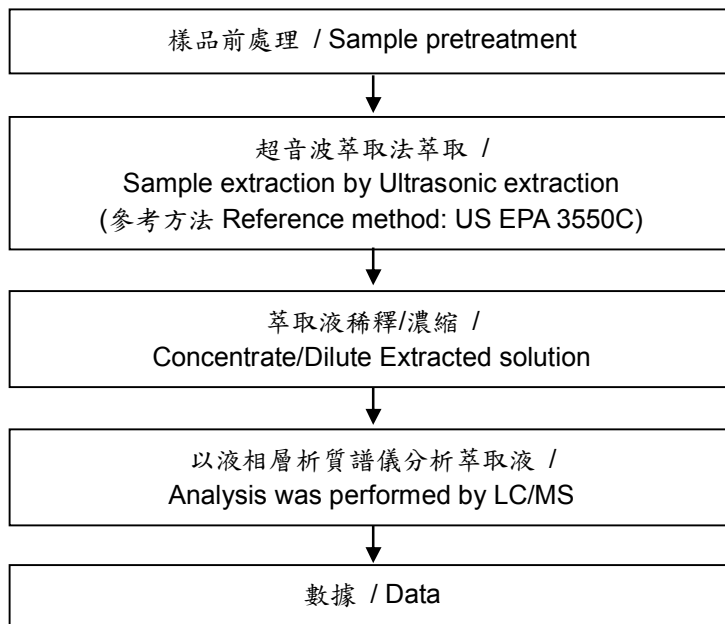 樣品前處理 / Sample pretreatment
超音波萃取法萃取 /
Sample extraction by Ultrasonic extraction
(參考方法 Reference method: US EPA 3550C)
萃取液稀釋/濃縮 /
Concentrate/Dilute Extracted solution
以液相層析質譜儀分析萃取液 /
Analysis was performed by LC/MS
數據 / Data